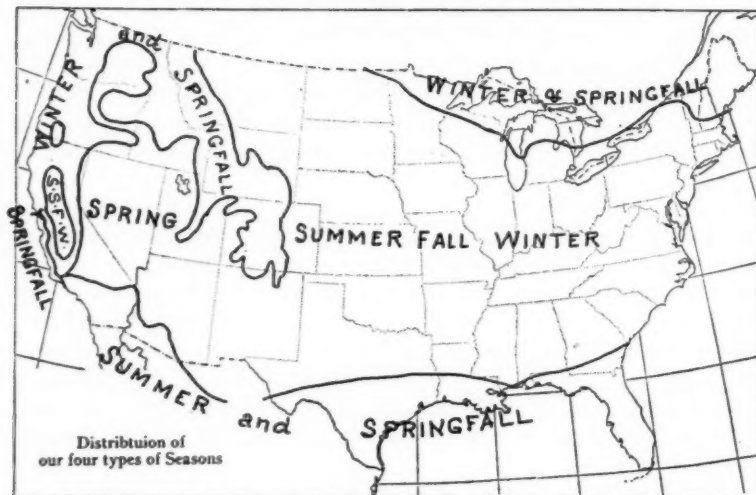 WINTER and SPRINGFALL
WINTER & SPRINGFALL
S.S.F.W.
SPRINGFALL
SPRING SUMMER FALL WINTER
SUMMER and SPRINGFALL
Distribtuion of
our four types of Seasons